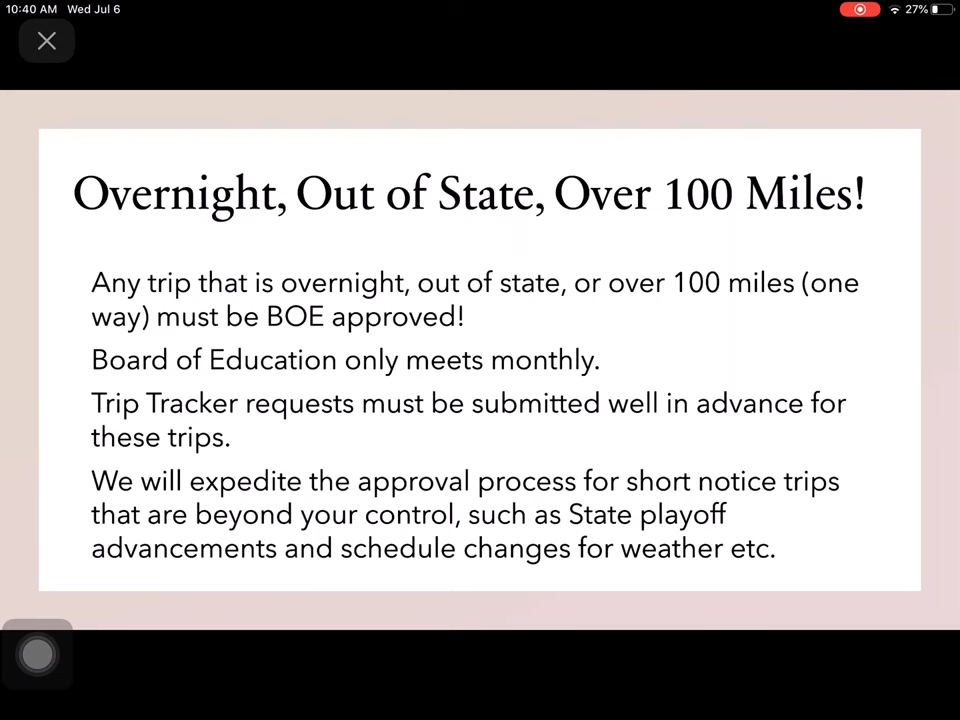 10:40 AM Wed Jul 6
27%
Overnight, Out of State, Over 100 Miles!
Any trip that is overnight, out of state, or over 100 miles (one
way) must be BOE approved!
Board of Education only meets monthly.
Trip Tracker requests must be submitted well in advance for
these trips.
We will expedite the approval process for short notice trips
that are beyond your control, such as State playoff
advancements and schedule changes for weather etc.